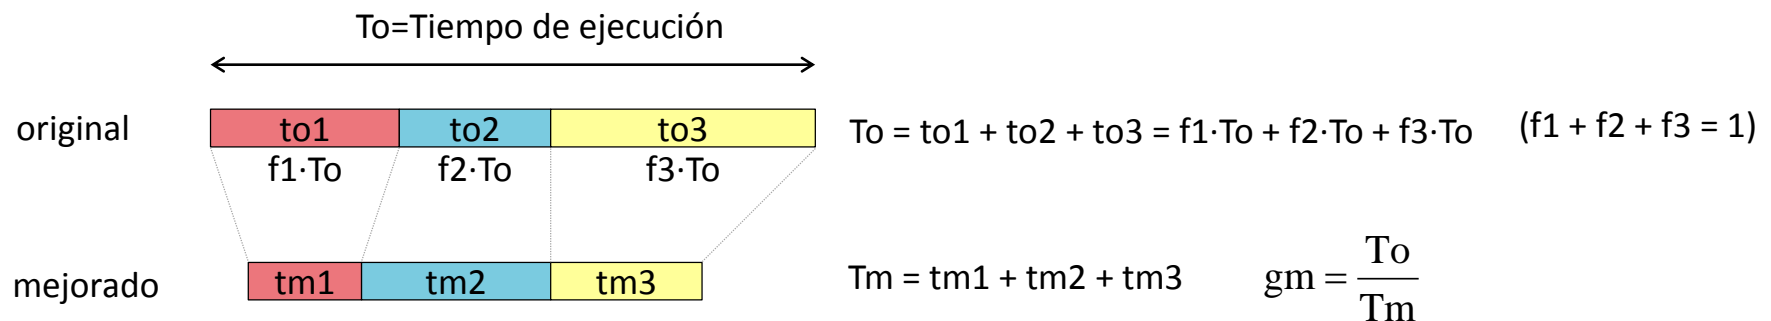 To=Tiempo de ejecución
original to1 to2 to3 To = to1 + to2 + to3 = f1·To + f2·To + f3·To (f1 + f2 + f3 = 1)
f1·To f2·To f3·To
mejorado tm1 tm2 tm3 Tm = tm1 + tm2 + tm3 gm = To
Tm